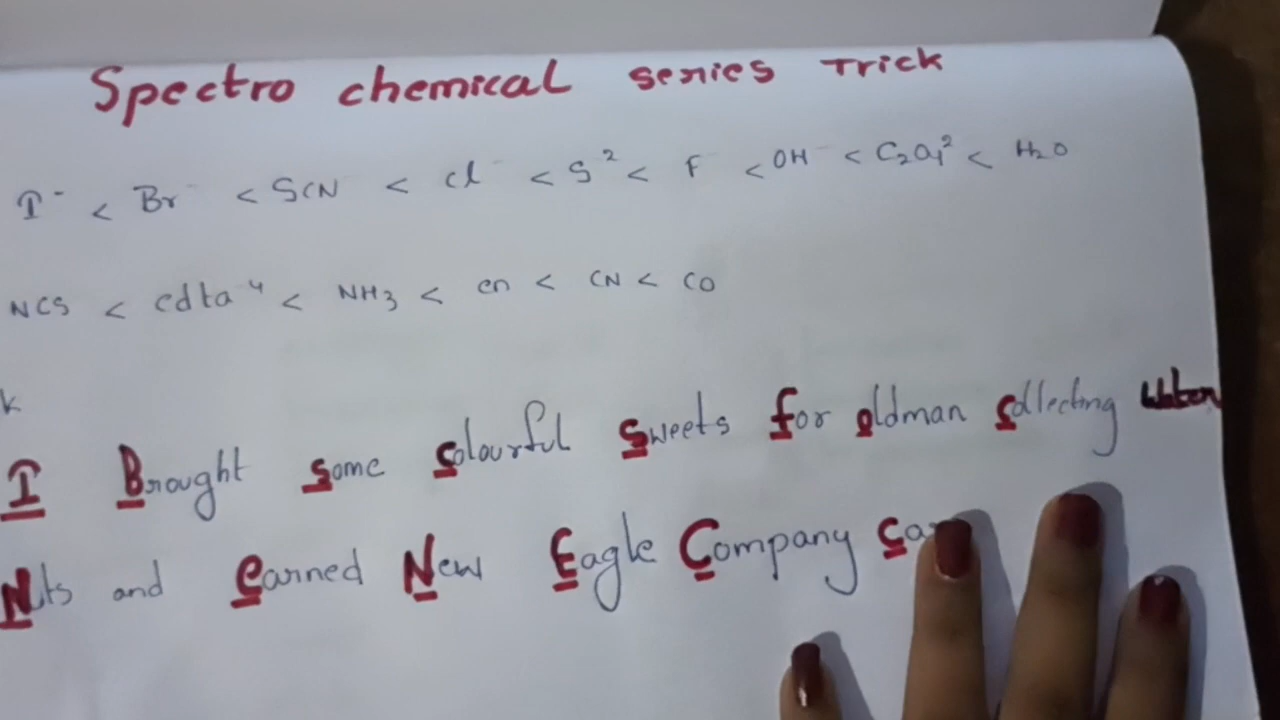 Spectro chemical series Trick
I⁻ < Br⁻ < SCN < Cl⁻ < S² < F⁻ < OH⁻ < C₂O₄² < H₂O
NCS < edta⁴ < NH₃ < en < CN < CO
k
I Brought some colourful Sweets for oldman collecting Water
Nuts and earned New Eagle Company